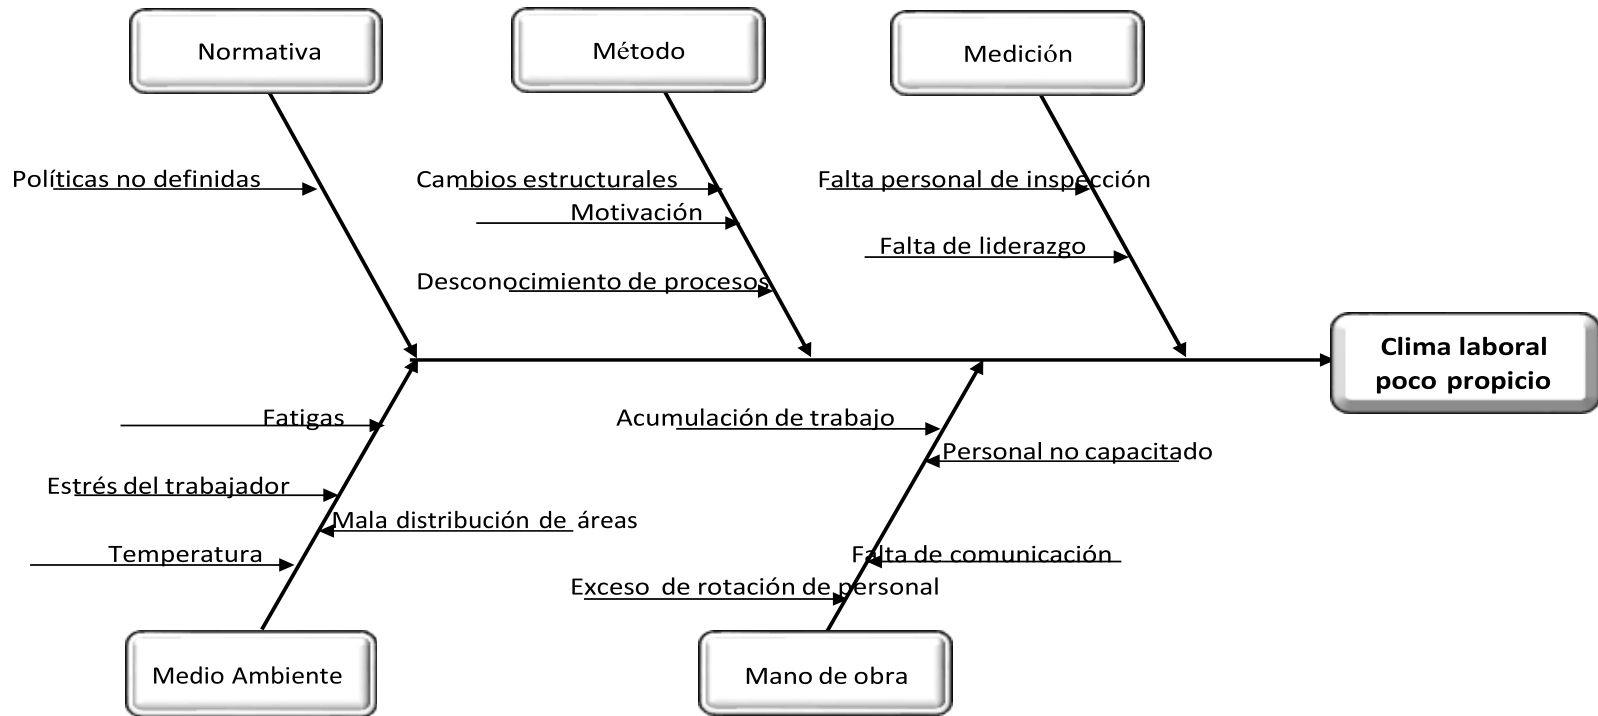 Normativa
Método
Medición
Políticas no definidas
Cambios estructurales
Falta personal de inspección
Motivación
Falta de liderazgo
Desconocimiento de procesos
Clima laboral
poco propicio
Fatigas
Acumulación de trabajo
Personal no capacitado
Estrés del trabajador
Mala distribución de áreas
Temperatura
Falta de comunicación
Exceso de rotación de personal
Medio Ambiente
Mano de obra